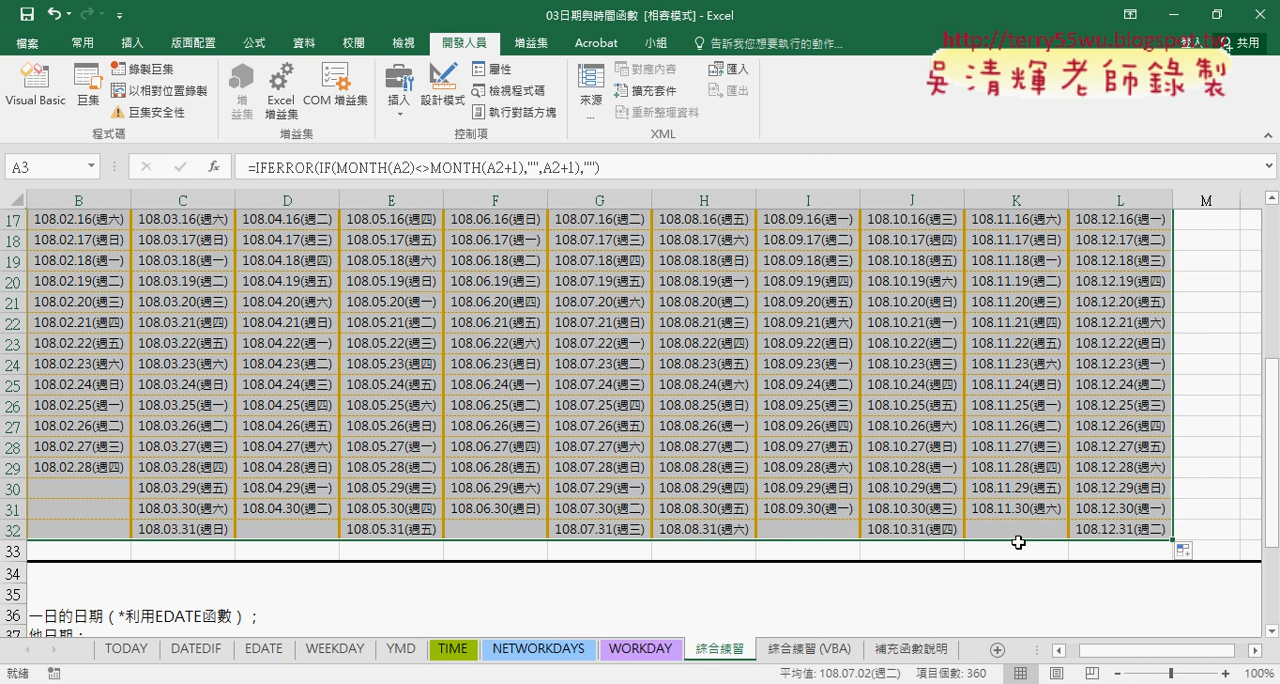 03日期與時間函數 [相容模式] - Excel
檔案 常用 插入 版面配置 公式 資料 校閱 檢視 開發人員 增益集 Acrobat 小組 告訴我您想要執行的動作... 登入 共用
http://terry55wu.blogspot.tw
吳清輝老師錄製
Visual Basic 巨集 錄製巨集 以相對位置錄製 巨集安全性 程式碼
增益集 Excel 增益集 COM 增益集 增益集
插入 設計模式 屬性 檢視程式碼 執行對話方塊 控制項
來源... 對應內容 擴充套件 重新整理資料 匯入 匯出 XML
A3 fx =IFERROR(IF(MONTH(A2)<>MONTH(A2+1),"",A2+1),"")
B C D E F G H I J K L M
17 108.02.16(週六) 108.03.16(週六) 108.04.16(週二) 108.05.16(週四) 108.06.16(週日) 108.07.16(週二) 108.08.16(週五) 108.09.16(週一) 108.10.16(週三) 108.11.16(週六) 108.12.16(週一)
18 108.02.17(週日) 108.03.17(週日) 108.04.17(週三) 108.05.17(週五) 108.06.17(週一) 108.07.17(週三) 108.08.17(週六) 108.09.17(週二) 108.10.17(週四) 108.11.17(週日) 108.12.17(週二)
19 108.02.18(週一) 108.03.18(週一) 108.04.18(週四) 108.05.18(週六) 108.06.18(週二) 108.07.18(週四) 108.08.18(週日) 108.09.18(週三) 108.10.18(週五) 108.11.18(週一) 108.12.18(週三)
20 108.02.19(週二) 108.03.19(週二) 108.04.19(週五) 108.05.19(週日) 108.06.19(週三) 108.07.19(週五) 108.08.19(週一) 108.09.19(週四) 108.10.19(週六) 108.11.19(週二) 108.12.19(週四)
21 108.02.20(週三) 108.03.20(週三) 108.04.20(週六) 108.05.20(週一) 108.06.20(週四) 108.07.20(週六) 108.08.20(週二) 108.09.20(週五) 108.10.20(週日) 108.11.20(週三) 108.12.20(週五)
22 108.02.21(週四) 108.03.21(週四) 108.04.21(週日) 108.05.21(週二) 108.06.21(週五) 108.07.21(週日) 108.08.21(週三) 108.09.21(週六) 108.10.21(週一) 108.11.21(週四) 108.12.21(週六)
23 108.02.22(週五) 108.03.22(週五) 108.04.22(週一) 108.05.22(週三) 108.06.22(週六) 108.07.22(週一) 108.08.22(週四) 108.09.22(週日) 108.10.22(週二) 108.11.22(週五) 108.12.22(週日)
24 108.02.23(週六) 108.03.23(週六) 108.04.23(週二) 108.05.23(週四) 108.06.23(週日) 108.07.23(週二) 108.08.23(週五) 108.09.23(週一) 108.10.23(週三) 108.11.23(週六) 108.12.23(週一)
25 108.02.24(週日) 108.03.24(週日) 108.04.24(週三) 108.05.24(週五) 108.06.24(週一) 108.07.24(週三) 108.08.24(週六) 108.09.24(週二) 108.10.24(週四) 108.11.24(週日) 108.12.24(週二)
26 108.02.25(週一) 108.03.25(週一) 108.04.25(週四) 108.05.25(週六) 108.06.25(週二) 108.07.25(週四) 108.08.25(週日) 108.09.25(週三) 108.10.25(週五) 108.11.25(週一) 108.12.25(週三)
27 108.02.26(週二) 108.03.26(週二) 108.04.26(週五) 108.05.26(週日) 108.06.26(週三) 108.07.26(週五) 108.08.26(週一) 108.09.26(週四) 108.10.26(週六) 108.11.26(週二) 108.12.26(週四)
28 108.02.27(週三) 108.03.27(週三) 108.04.27(週六) 108.05.27(週一) 108.06.27(週四) 108.07.27(週六) 108.08.27(週二) 108.09.27(週五) 108.10.27(週日) 108.11.27(週三) 108.12.27(週五)
29 108.02.28(週四) 108.03.28(週四) 108.04.28(週日) 108.05.28(週二) 108.06.28(週五) 108.07.28(週日) 108.08.28(週三) 108.09.28(週六) 108.10.28(週一) 108.11.28(週四) 108.12.28(週六)
30 108.03.29(週五) 108.04.29(週一) 108.05.29(週三) 108.06.29(週六) 108.07.29(週一) 108.08.29(週四) 108.09.29(週日) 108.10.29(週二) 108.11.29(週五) 108.12.29(週日)
31 108.03.30(週六) 108.04.30(週二) 108.05.30(週四) 108.06.30(週日) 108.07.30(週二) 108.08.30(週五) 108.09.30(週一) 108.10.30(週三) 108.11.30(週六) 108.12.30(週一)
32 108.03.31(週日) 108.05.31(週五) 108.07.31(週三) 108.08.31(週六) 108.10.31(週四) 108.12.31(週二)
33
34
35
36 一日的日期（*利用EDATE函數）；
37 他日期；
TODAY DATEDIF EDATE WEEKDAY YMD TIME NETWORKDAYS WORKDAY 綜合練習 綜合練習 (VBA) 補充函數說明
就緒 平均值: 108.07.02(週二) 項目個數: 360 100%